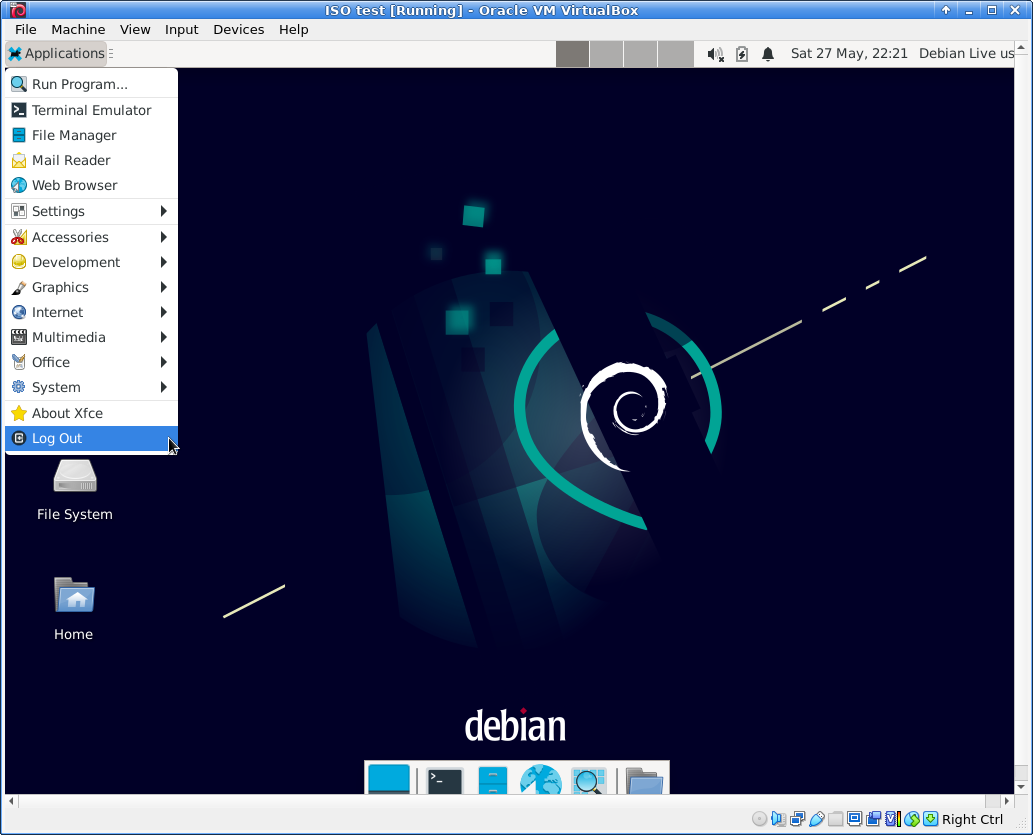 ISO test [Running] - Oracle VM VirtualBox
File Machine View Input Devices Help
Applications
Sat 27 May, 22:21 Debian Live us
Run Program...
Terminal Emulator
File Manager
Mail Reader
Web Browser
Settings
Accessories
Development
Graphics
Internet
Multimedia
Office
System
About Xfce
Log Out
File System
Home
debian
Right Ctrl